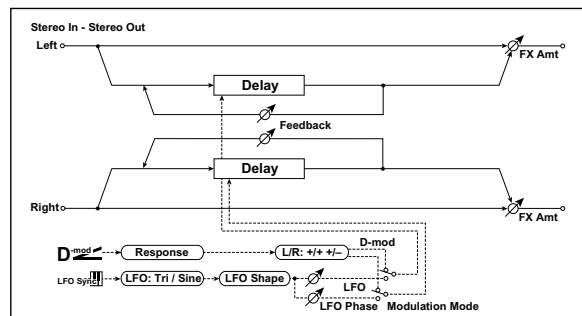 Stereo In - Stereo Out
Left
FX Amt
Delay
Feedback
Delay
Right
FX Amt
D-mod
D-mod
Response
L/R: +/+ +/–
LFO Sync
LFO: Tri / Sine
LFO Shape
LFO
LFO Phase
Modulation Mode